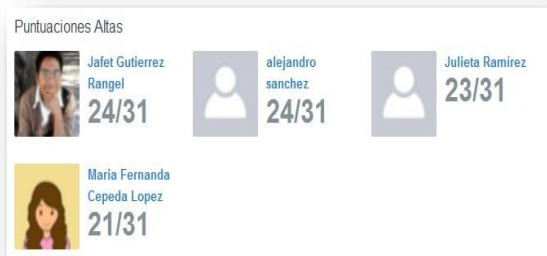 Puntuaciones Altas
Jafet Gutierrez
Rangel
24/31
alejandro
sanchez
24/31
Julieta Ramirez
23/31
Maria Fernanda
Cepeda Lopez
21/31